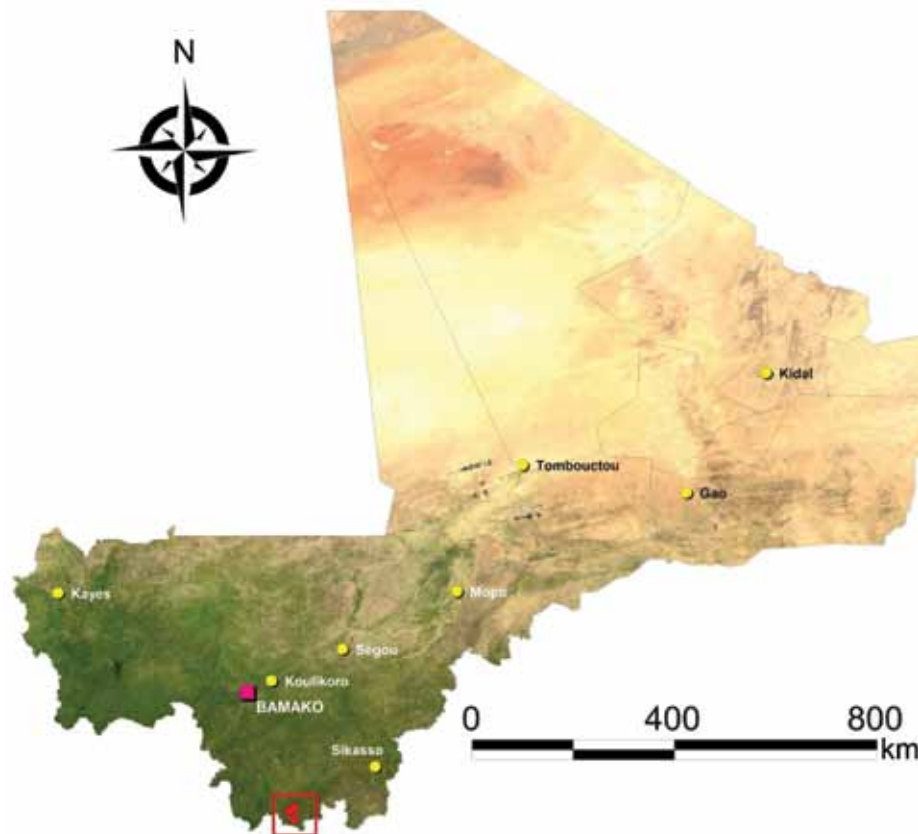 N
Kidal
Tombouctou
Gao
Kayes
Mopti
Segou
Koulikoro
BAMAKO
Sikasso
0 400 800
km